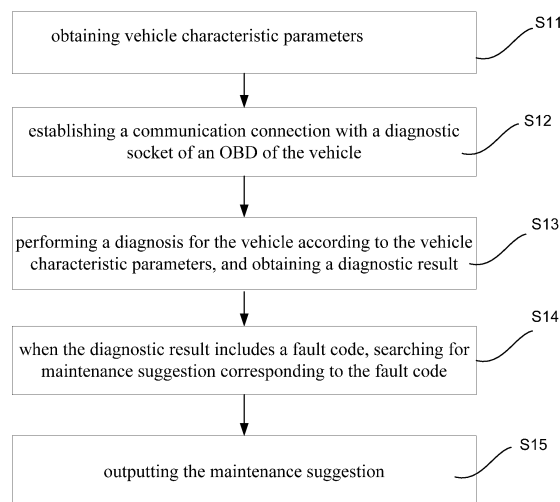 obtaining vehicle characteristic parameters
S11
establishing a communication connection with a diagnostic
socket of an OBD of the vehicle
S12
performing a diagnosis for the vehicle according to the vehicle
characteristic parameters, and obtaining a diagnostic result
S13
when the diagnostic result includes a fault code, searching for
maintenance suggestion corresponding to the fault code
S14
outputting the maintenance suggestion
S15